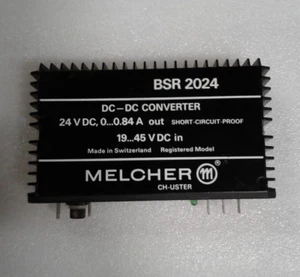 BSR 2024
DC–DC CONVERTER
24 V DC, 0...0.84 A out SHORT-CIRCUIT-PROOF
19...45 V DC in
Made in Switzerland Registered Model
MELCHER m
CH-USTER